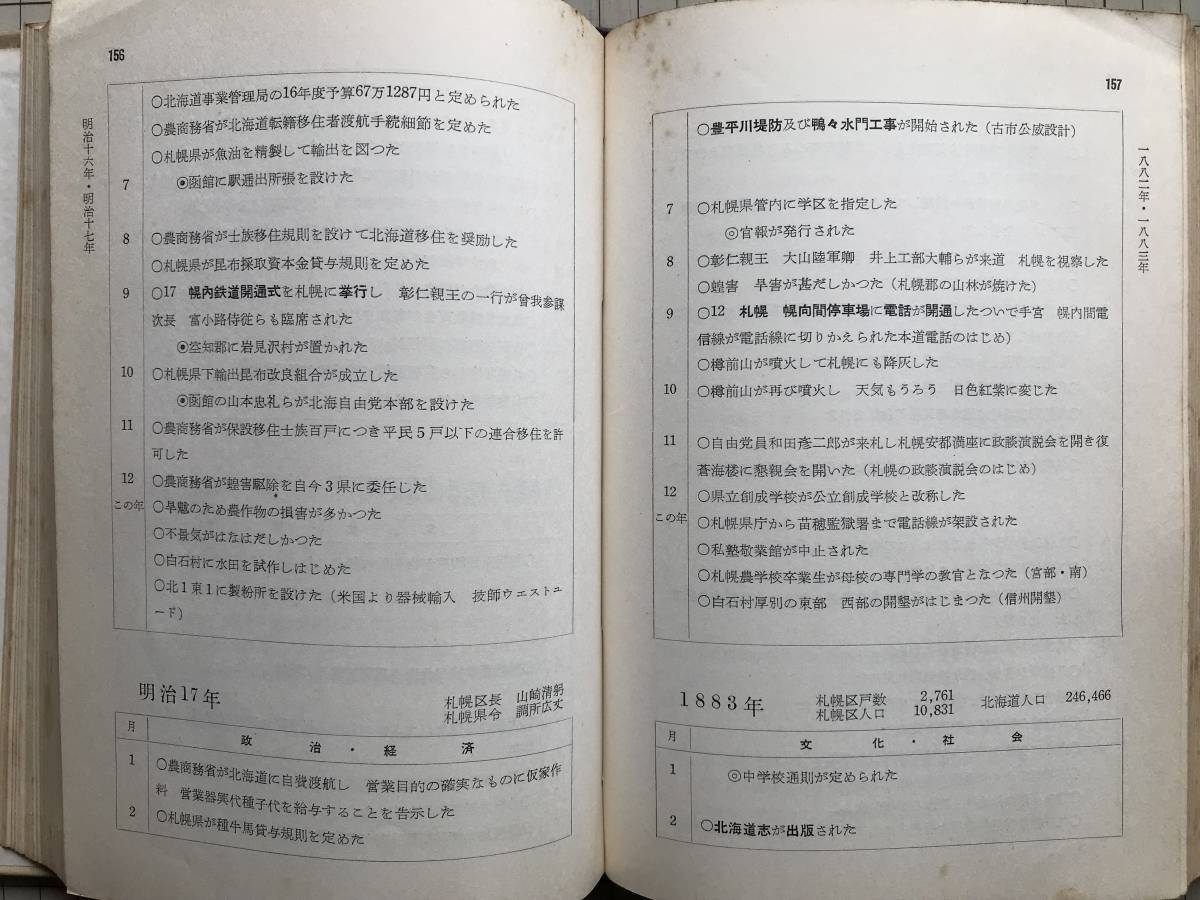 156
明治十六年・明治十七年
○北海道事業管理局の16年度予算67万1287円と定められた
○農商務省が北海道転籍移住者渡航手続細節を定めた
○札幌県が魚油を精製して輸出を図つた
7 ◉函館に駅逓出所張を設けた
8 ○農商務省が士族移住規則を設けて北海道移住を奨励した
○札幌県が昆布採取資本金貸与規則を定めた
9 ○17 幌内鉄道開通式を札幌に挙行し 彰仁親王の一行が曾我参謀
次長 富小路侍従らも臨席された
◉空知郡に岩見沢村が置かれた
10 ○札幌県下輸出昆布改良組合が成立した
◉函館の山本忠礼らが北海自由党本部を設けた
11 ○農商務省が保設移住士族百戸につき平民5戸以下の連合移住を許
可した
12 ○農商務省が蝗害駆除を自今3県に委任した
この年 ○旱魃のため農作物の損害が多かつた
○不景気がはなはだしかつた
○白石村に水田を試作しはじめた
○北1東1に製粉所を設けた(米国より器械輸入 技師ウエストエ
ード)
明治17年
札幌区長 山崎清躬
札幌県令 調所広丈
月 政治・経済
1 ○農商務省が北海道に自費渡航し 営業目的の確実なものに仮家作
料 営業器具代種子代を給与することを告示した
2 ○札幌県が種牛馬貸与規則を定めた
157
一八八二年・一八八三年
○豊平川堤防及び鴨々水門工事が開始された(古市公威設計)
7 ○札幌県管内に学区を指定した
◎官報が発行された
8 ○彰仁親王 大山陸軍卿 井上工部大輔らが来道 札幌を視察した
○蝗害 旱害が甚だしかつた(札幌郡の山林が焼けた)
9 ○12 札幌 幌向間停車場に電話が開通したついで手宮 幌内間電
信線が電話線に切りかえられた本道電話のはじめ)
○樽前山が噴火して札幌にも降灰した
10 ○樽前山が再び噴火し 天気もうろう 日色紅紫に変じた
11 ○自由党員和田彦二郎が来札し札幌安都満座に政談演説会を開き復
蒼海楼に懇親会を開いた(札幌の政談演説会のはじめ)
12 ○県立創成学校が公立創成学校と改称した
この年 ○札幌県庁から苗穂監獄署まで電話線が架設された
○私塾敬業館が中止された
○札幌農学校卒業生が母校の専門学の教官となつた(宮部・南)
○白石村厚別の東部 西部の開墾がはじまつた(信州開墾)
1883年
札幌区戸数 2,761 北海道人口 246,466
札幌区人口 10,831
月 文化・社会
1 ◎中学校通則が定められた
2 ○北海道志が出版された